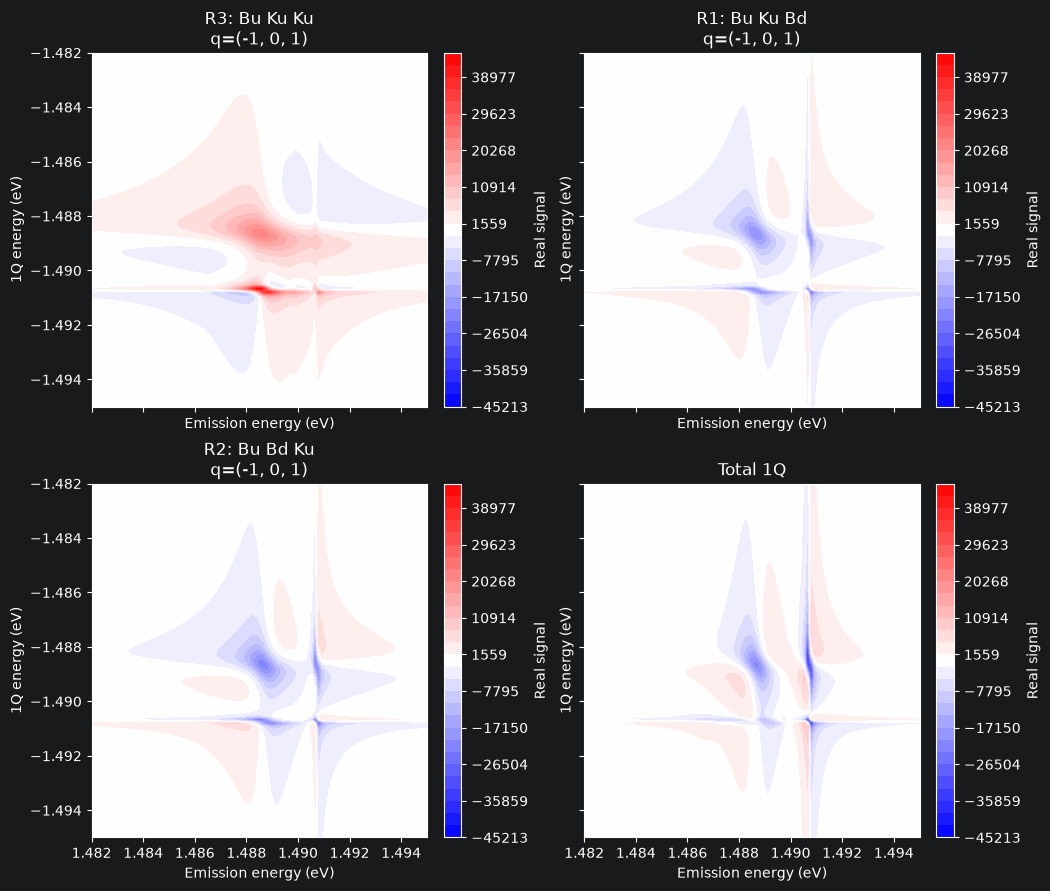 R3: Bu Ku Ku
q=(-1, 0, 1)
−1.482
−1.484
−1.486
−1.488
−1.490
−1.492
−1.494
1Q energy (eV)
Emission energy (eV)
38977
29623
20268
10914
1559
−7795
−17150
−26504
−35859
−45213
Real signal
R1: Bu Ku Bd
q=(-1, 0, 1)
1Q energy (eV)
Emission energy (eV)
38977
29623
20268
10914
1559
−7795
−17150
−26504
−35859
−45213
Real signal
R2: Bu Bd Ku
q=(-1, 0, 1)
−1.482
−1.484
−1.486
−1.488
−1.490
−1.492
−1.494
1Q energy (eV)
1.482 1.484 1.486 1.488 1.490 1.492 1.494
Emission energy (eV)
38977
29623
20268
10914
1559
−7795
−17150
−26504
−35859
−45213
Real signal
Total 1Q
1Q energy (eV)
1.482 1.484 1.486 1.488 1.490 1.492 1.494
Emission energy (eV)
38977
29623
20268
10914
1559
−7795
−17150
−26504
−35859
−45213
Real signal